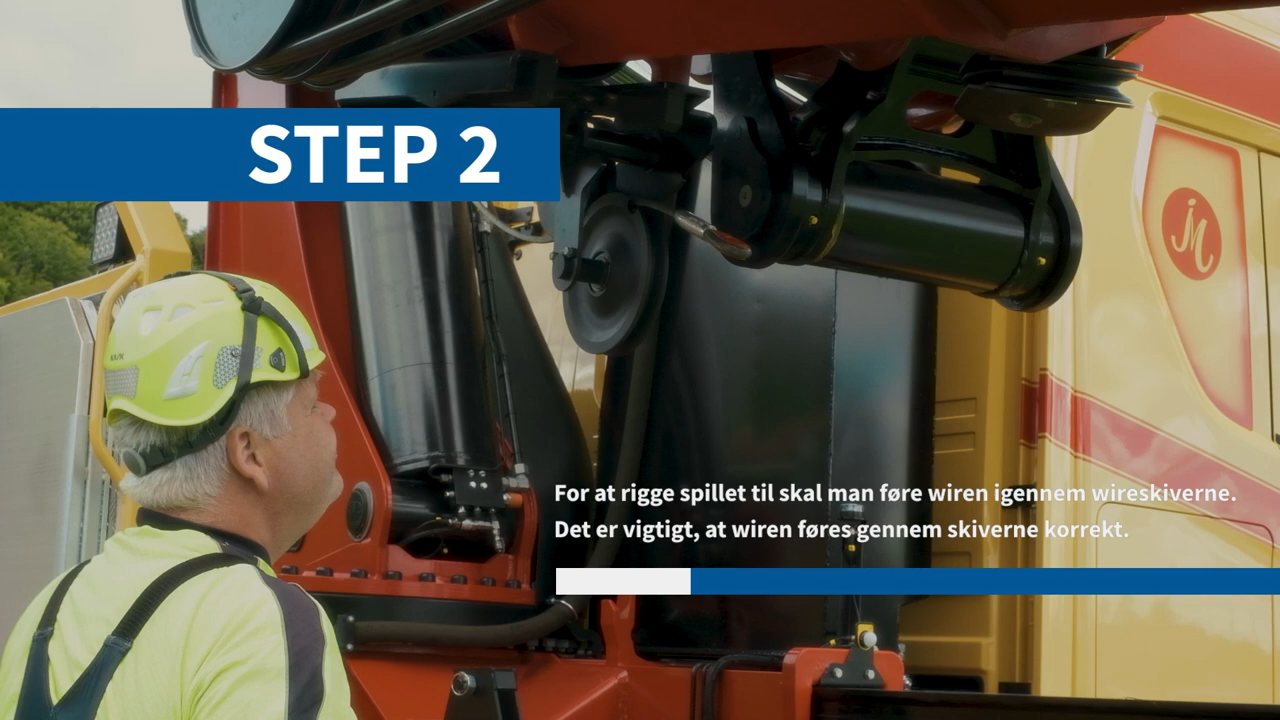 STEP 2
JM
For at rigge spillet til skal man føre wiren igennem wireskiverne.
Det er vigtigt, at wiren føres gennem skiverne korrekt.